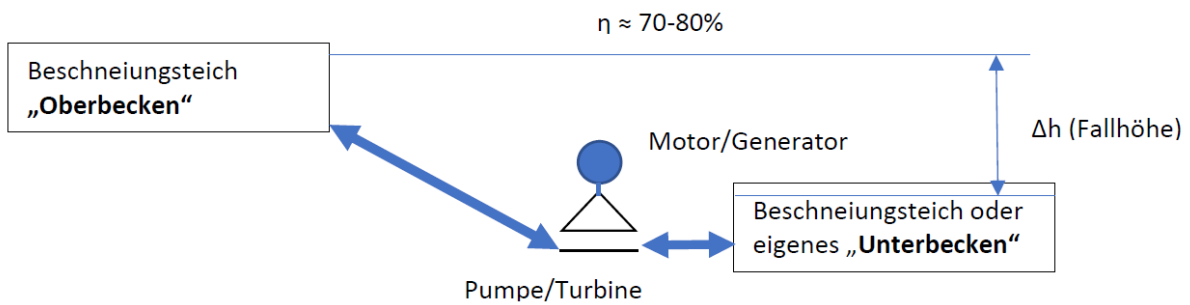 η ≈ 70-80%
Beschneiungsteich
„Oberbecken“
Δh (Fallhöhe)
Motor/Generator
Beschneiungsteich oder
eigenes „Unterbecken“
Pumpe/Turbine